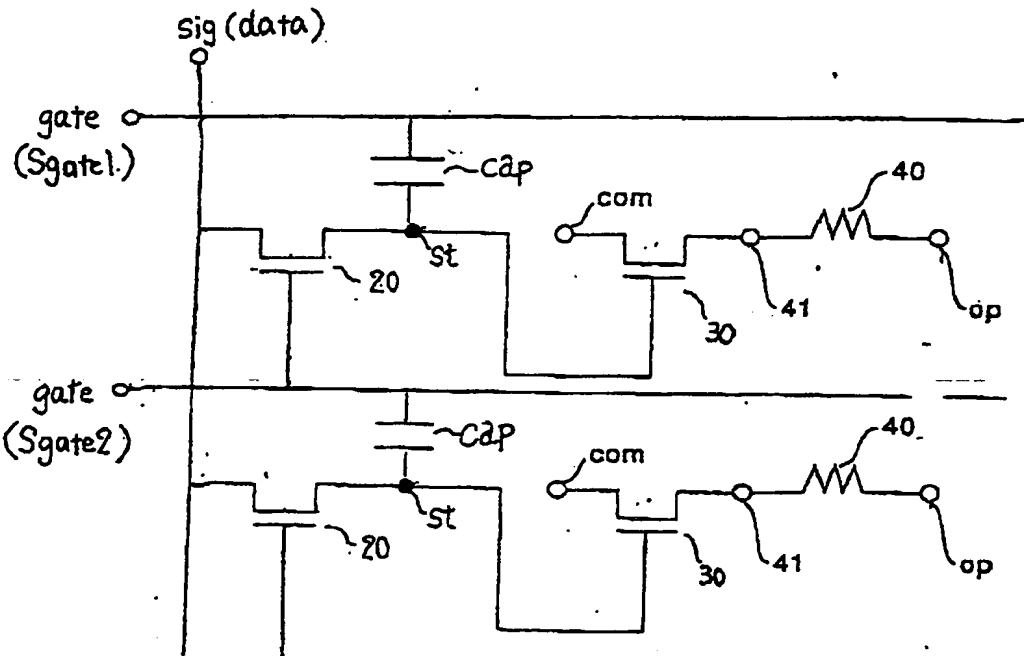 sig (data)
gate
(Sgate1.)
cap
com
40
st
20
30
41
op
gate
(Sgate2)
cap
com
40
st
20
30
41
op